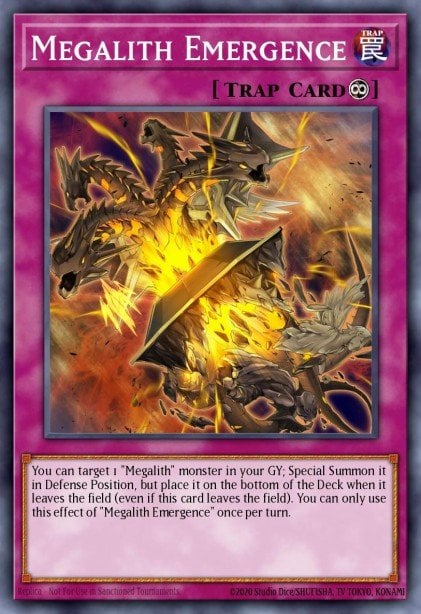 MEGALITH EMERGENCE
TRAP
罠
[ TRAP CARD ]
You can target 1 "Megalith" monster in your GY; Special Summon it
in Defense Position, but place it on the bottom of the Deck when it
leaves the field (even if this card leaves the field). You can only use
this effect of "Megalith Emergence" once per turn.
Replica - Not For Use in Sanctioned Tournaments
©2020 Studio Dice/SHUEISHA, TV TOKYO, KONAMI